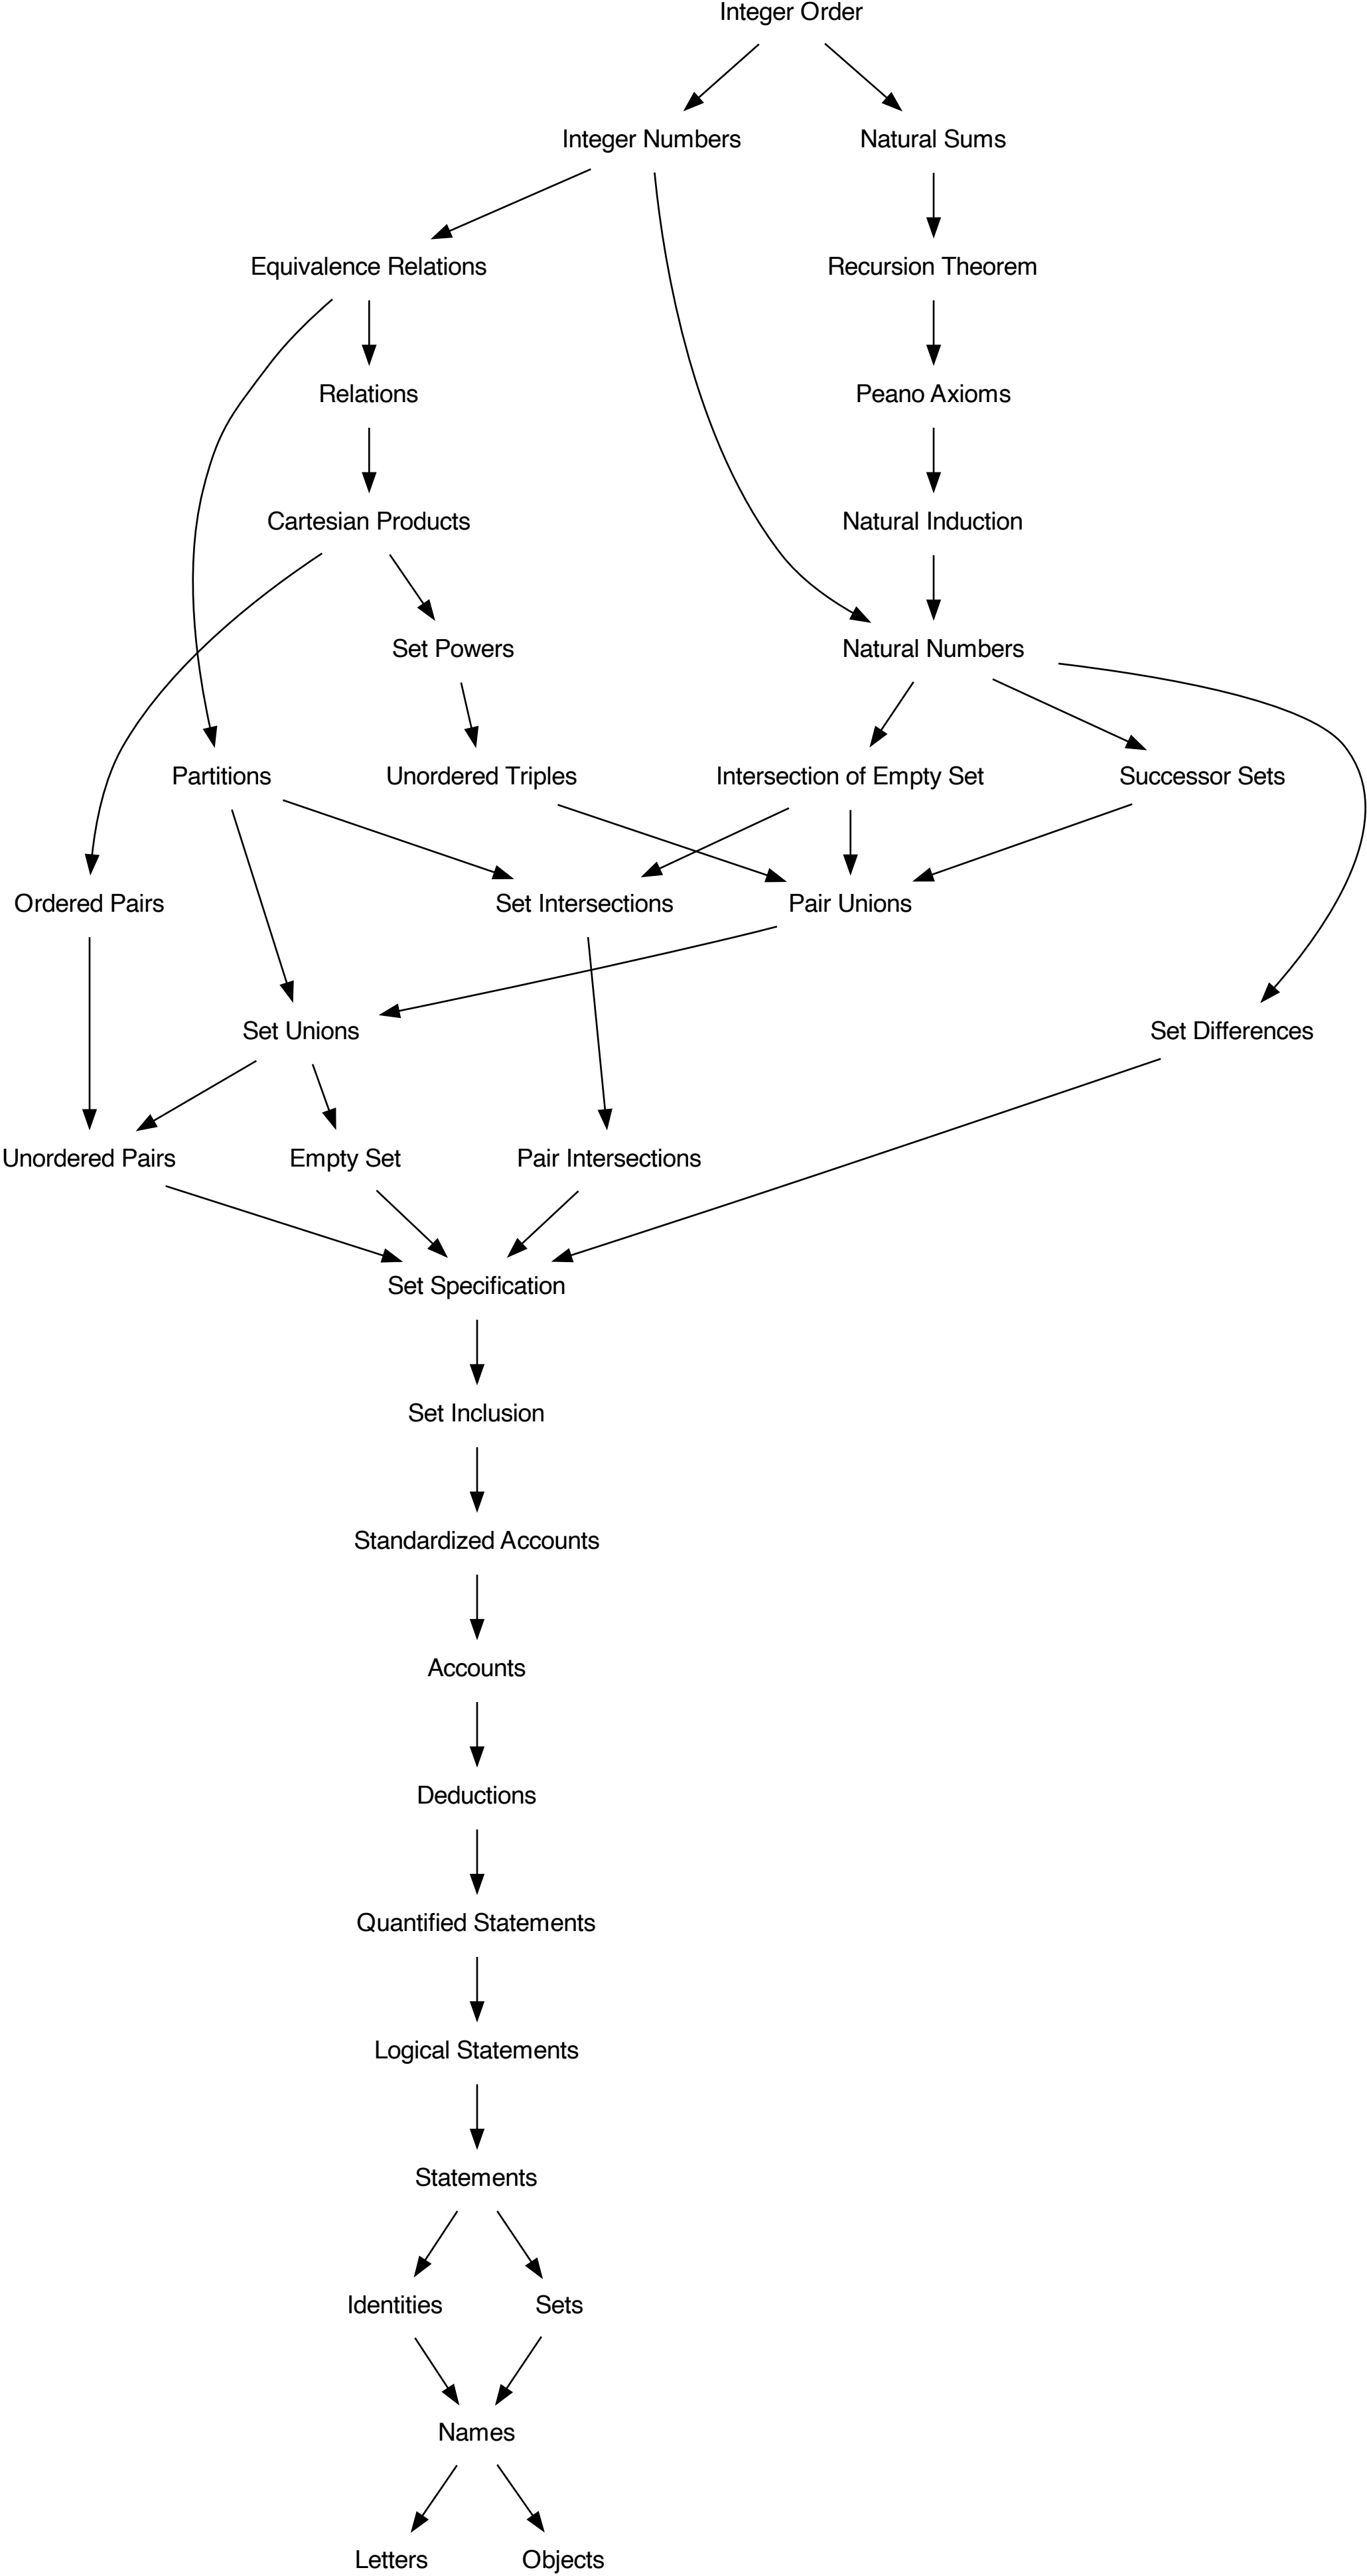 Integer Order
Integer Numbers
Natural Sums
Equivalence Relations
Recursion Theorem
Relations
Peano Axioms
Cartesian Products
Natural Induction
Set Powers
Natural Numbers
Partitions
Unordered Triples
Intersection of Empty Set
Successor Sets
Ordered Pairs
Set Intersections
Pair Unions
Set Unions
Set Differences
Unordered Pairs
Empty Set
Pair Intersections
Set Specification
Set Inclusion
Standardized Accounts
Accounts
Deductions
Quantified Statements
Logical Statements
Statements
Identities
Sets
Names
Letters
Objects